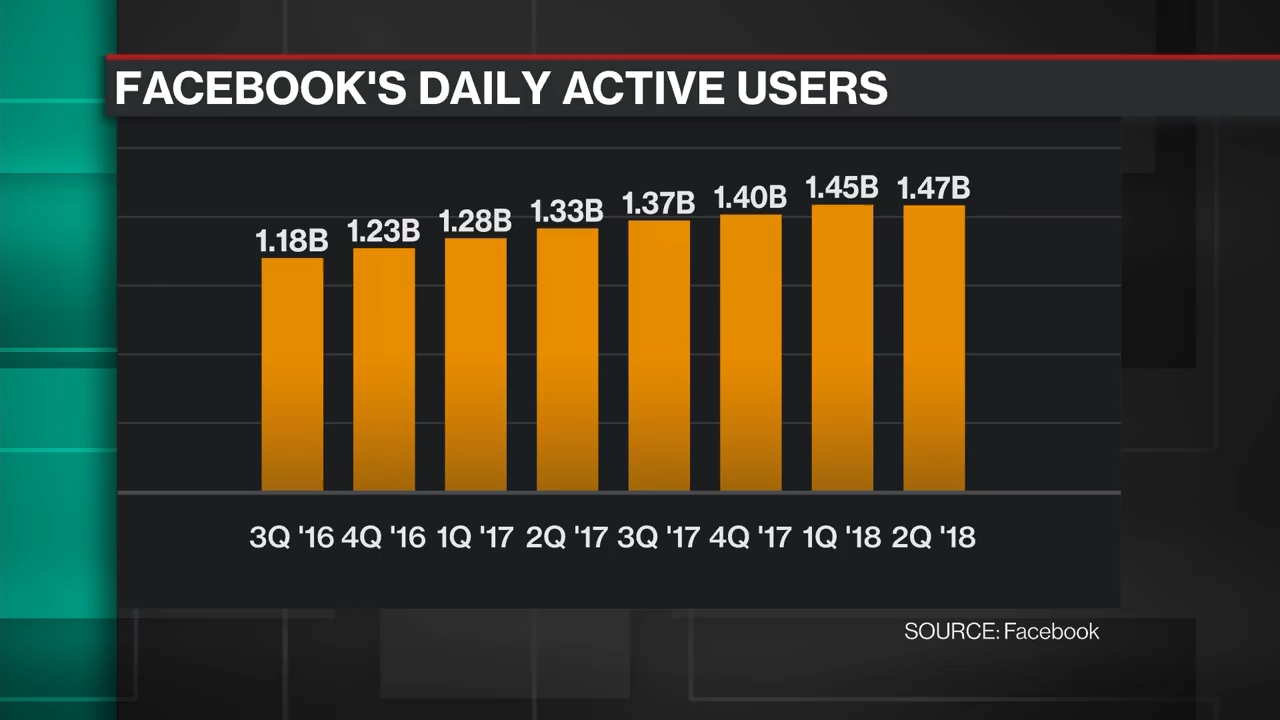 FACEBOOK'S DAILY ACTIVE USERS
1.18B 1.23B 1.28B 1.33B 1.37B 1.40B 1.45B 1.47B
3Q '16 4Q '16 1Q '17 2Q '17 3Q '17 4Q '17 1Q '18 2Q '18
SOURCE: Facebook